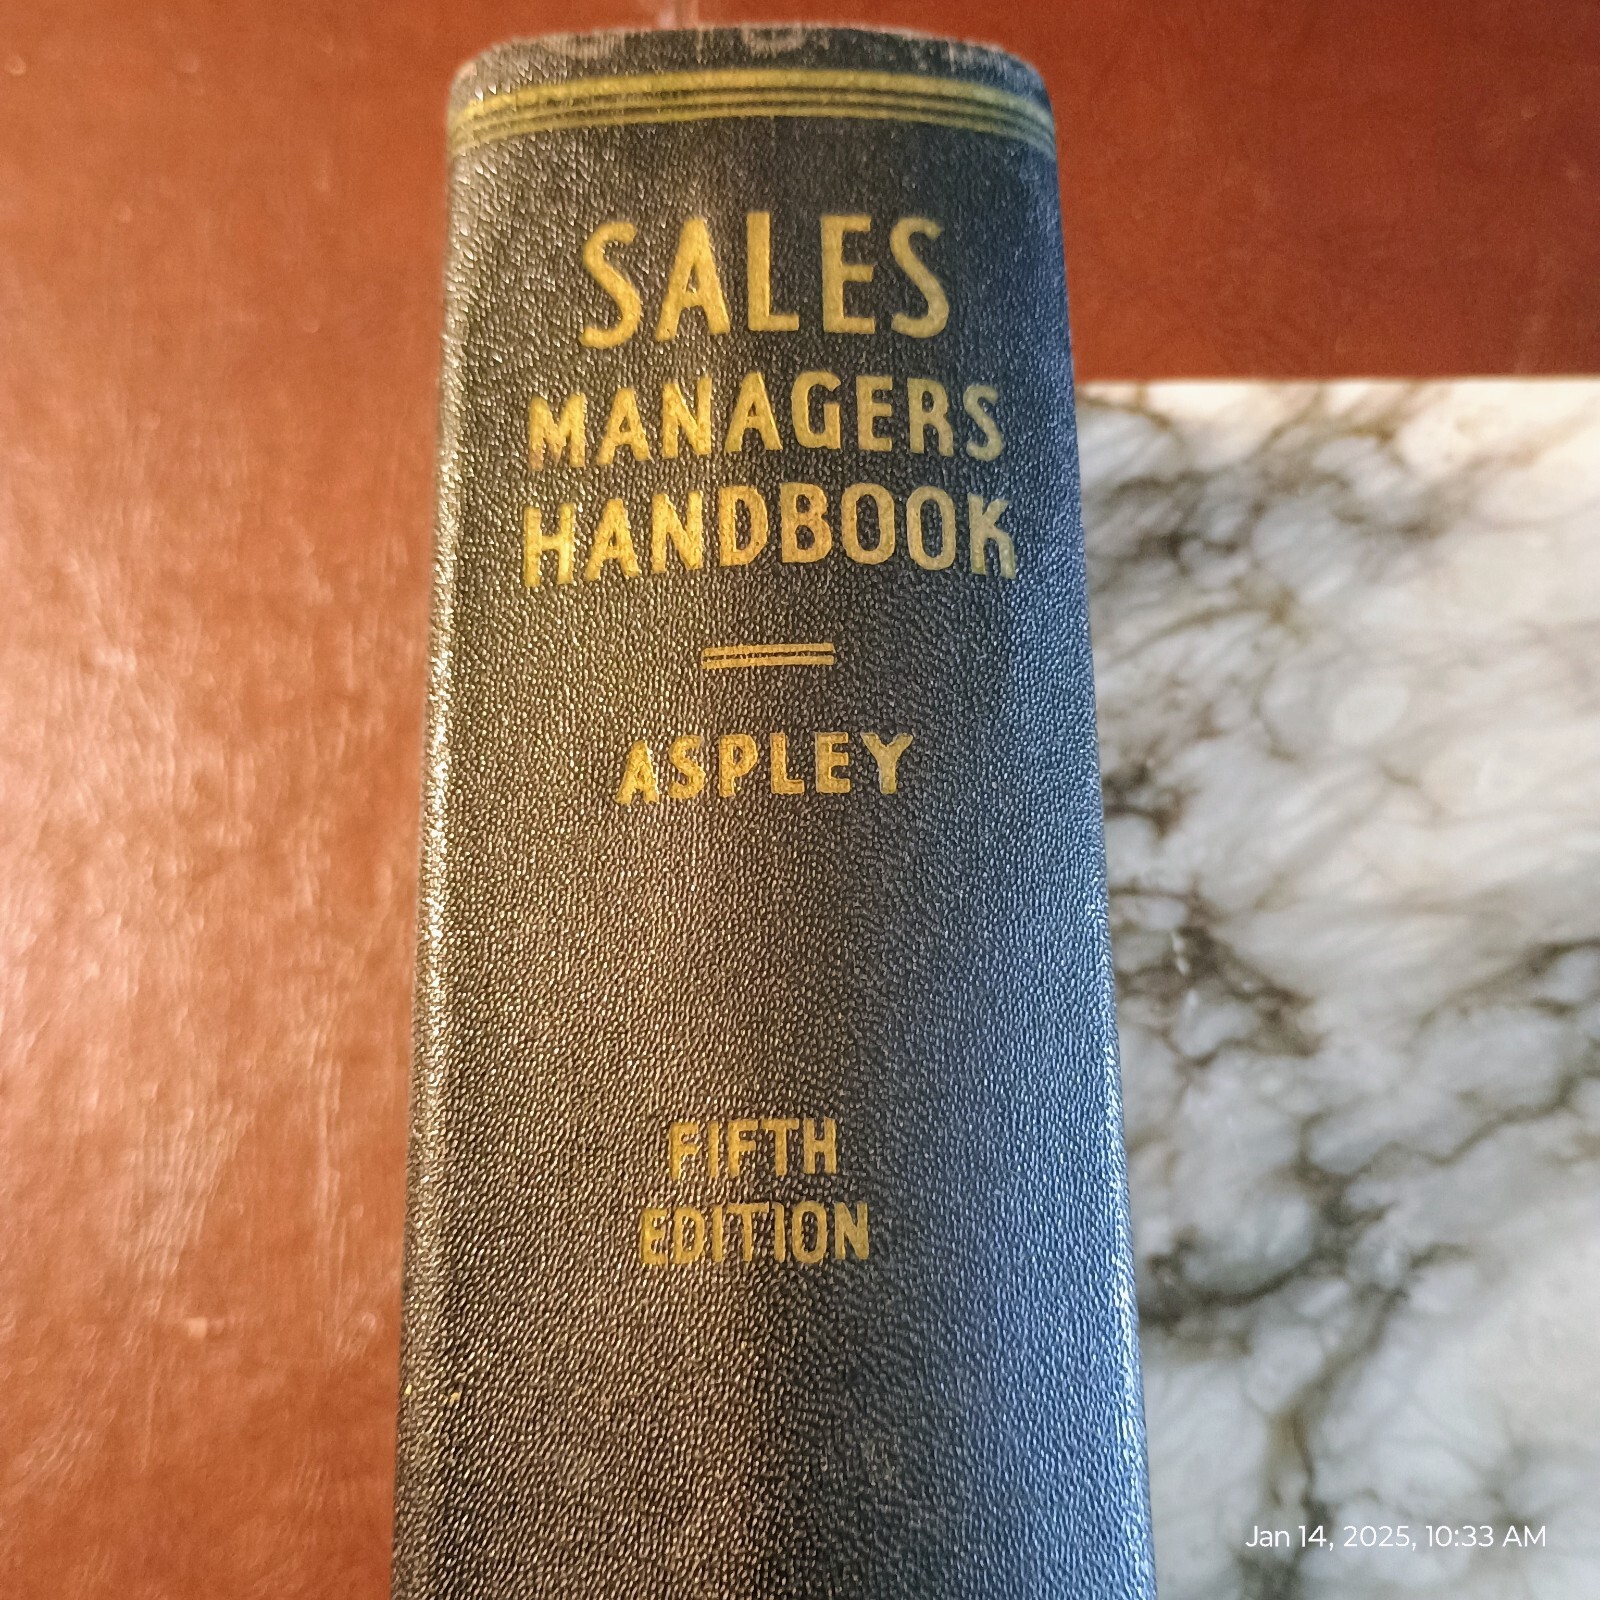 SALES
MANAGERS
HANDBOOK
ASPLEY
FIFTH
EDITION
Jan 14, 2025, 10:33 AM